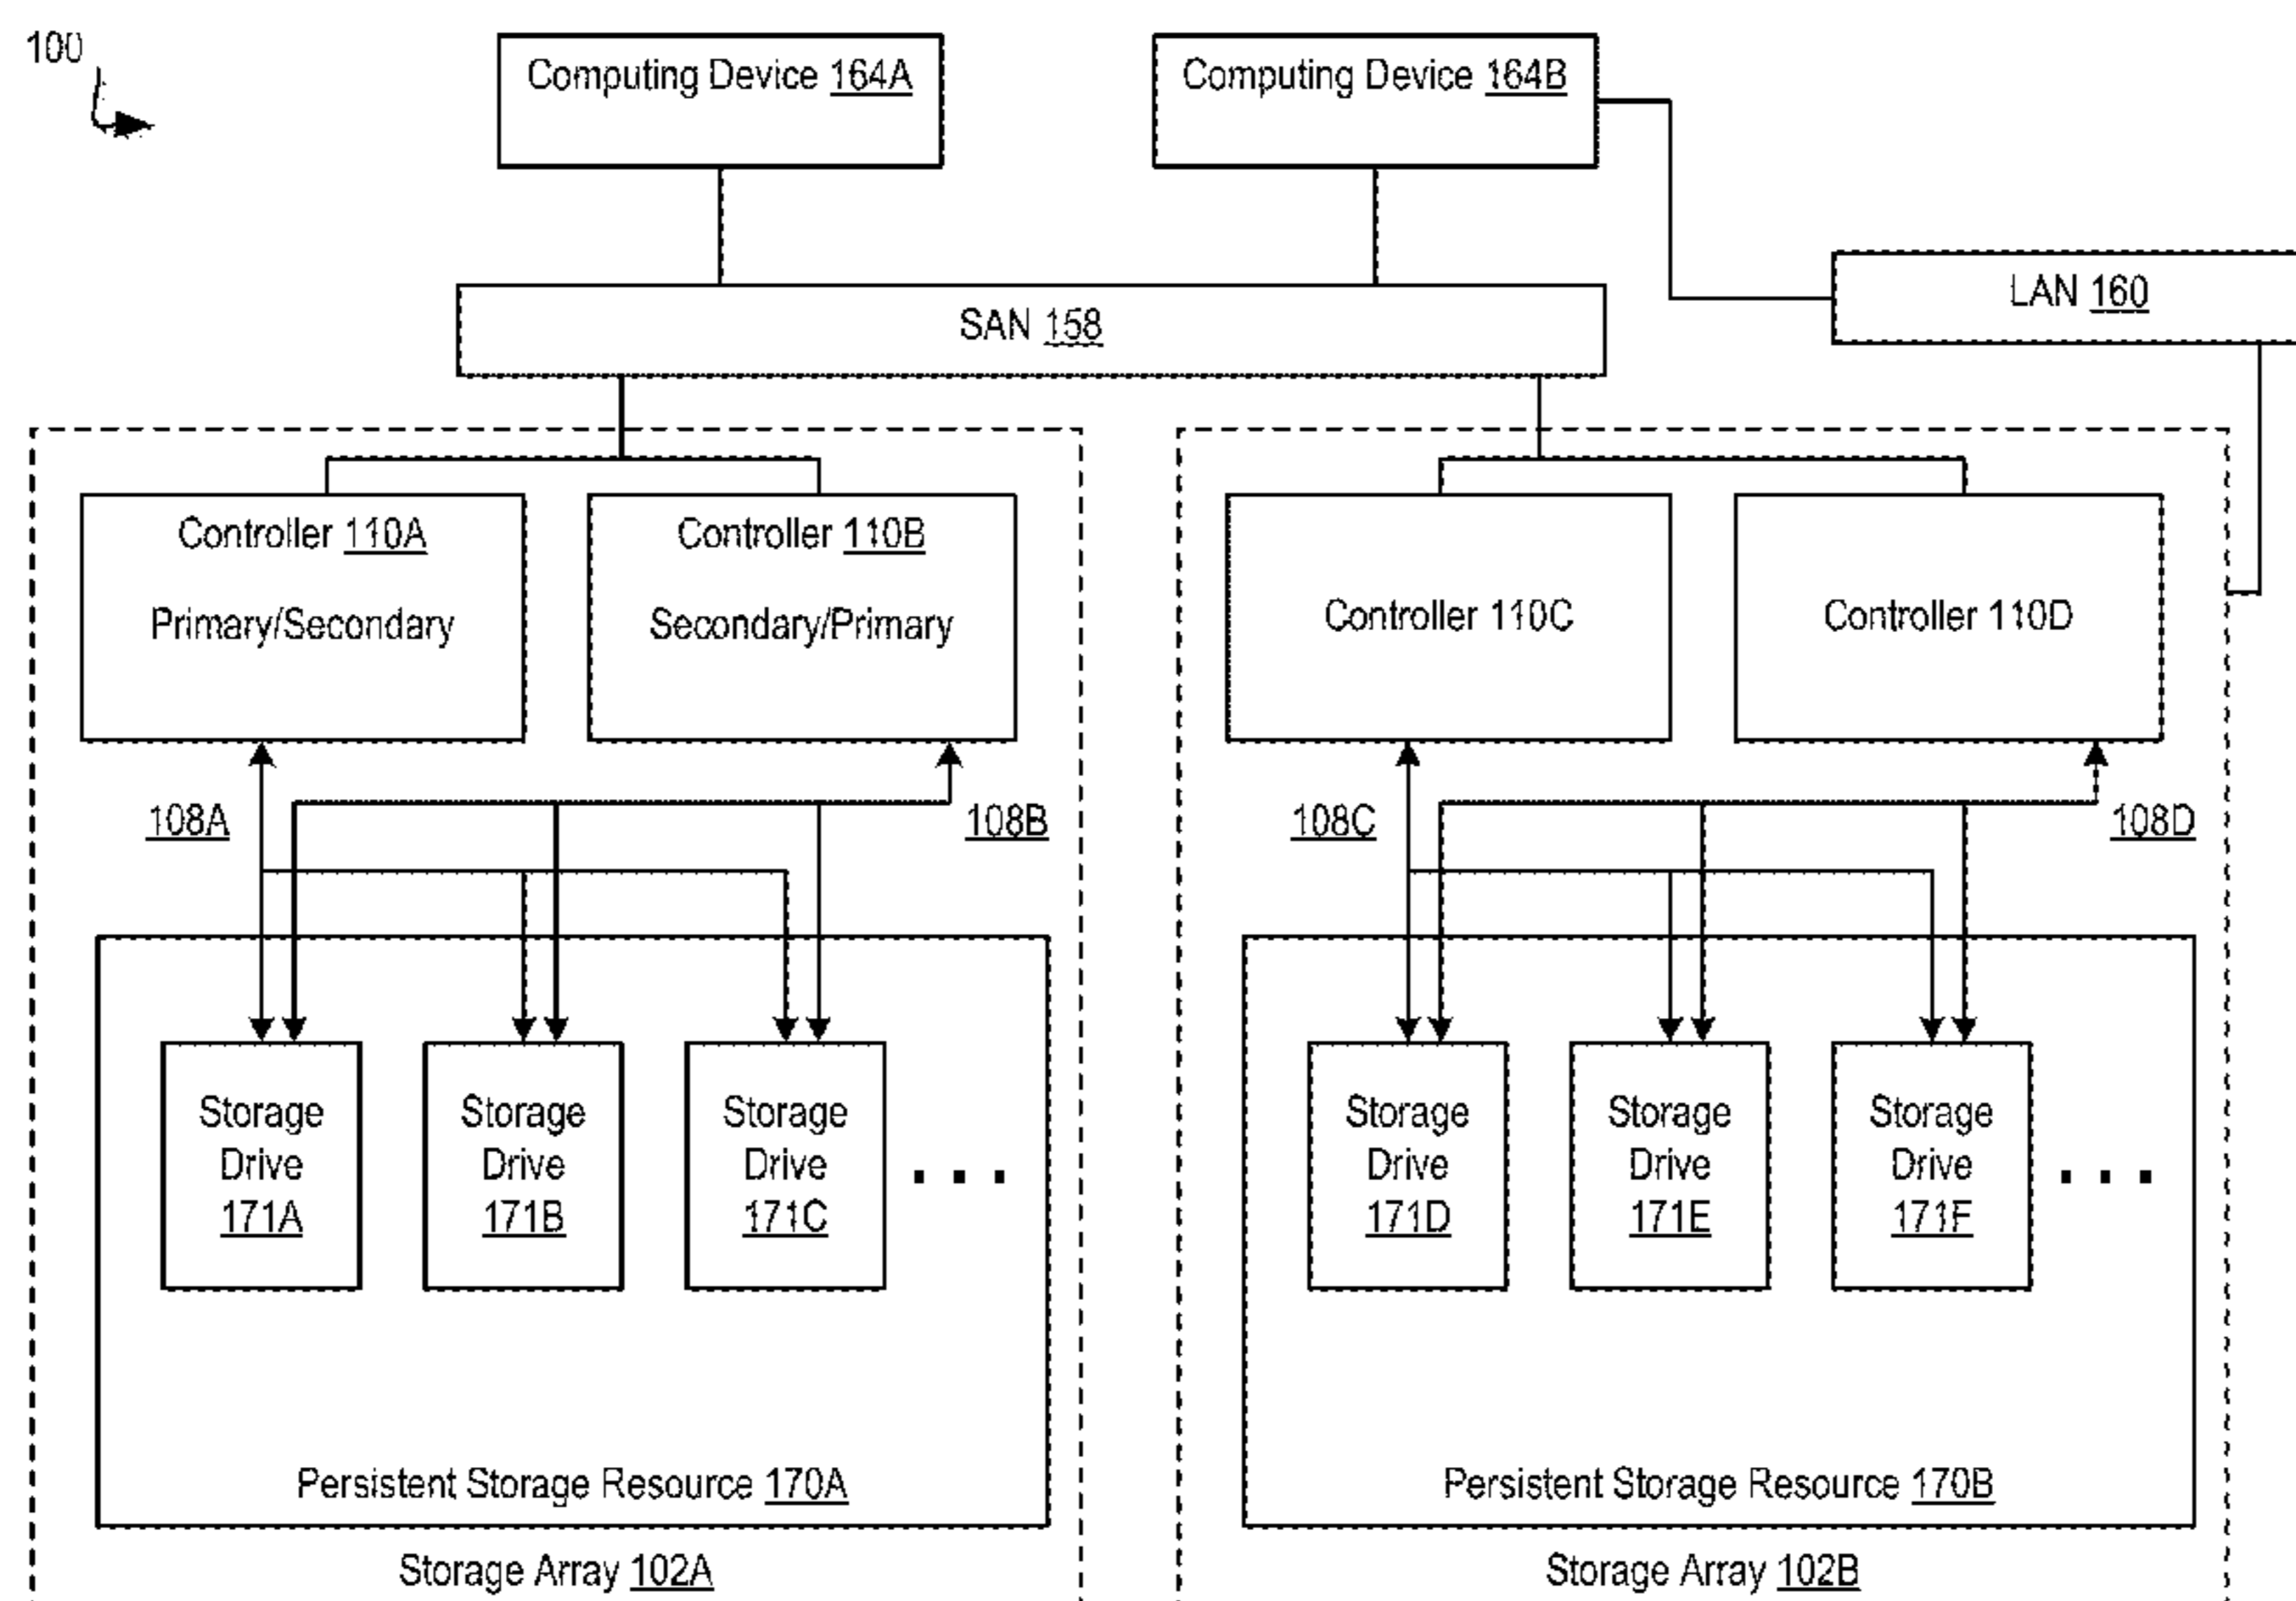 100
Computing Device 164A
Computing Device 164B
LAN 160
SAN 158
Controller 110A
Primary/Secondary
Controller 110B
Secondary/Primary
Controller 110C
Controller 110D
108A
108B
108C
108D
Storage
Drive
171A
Storage
Drive
171B
Storage
Drive
171C
. . .
Storage
Drive
171D
Storage
Drive
171E
Storage
Drive
171F
. . .
Persistent Storage Resource 170A
Persistent Storage Resource 170B
Storage Array 102A
Storage Array 102B